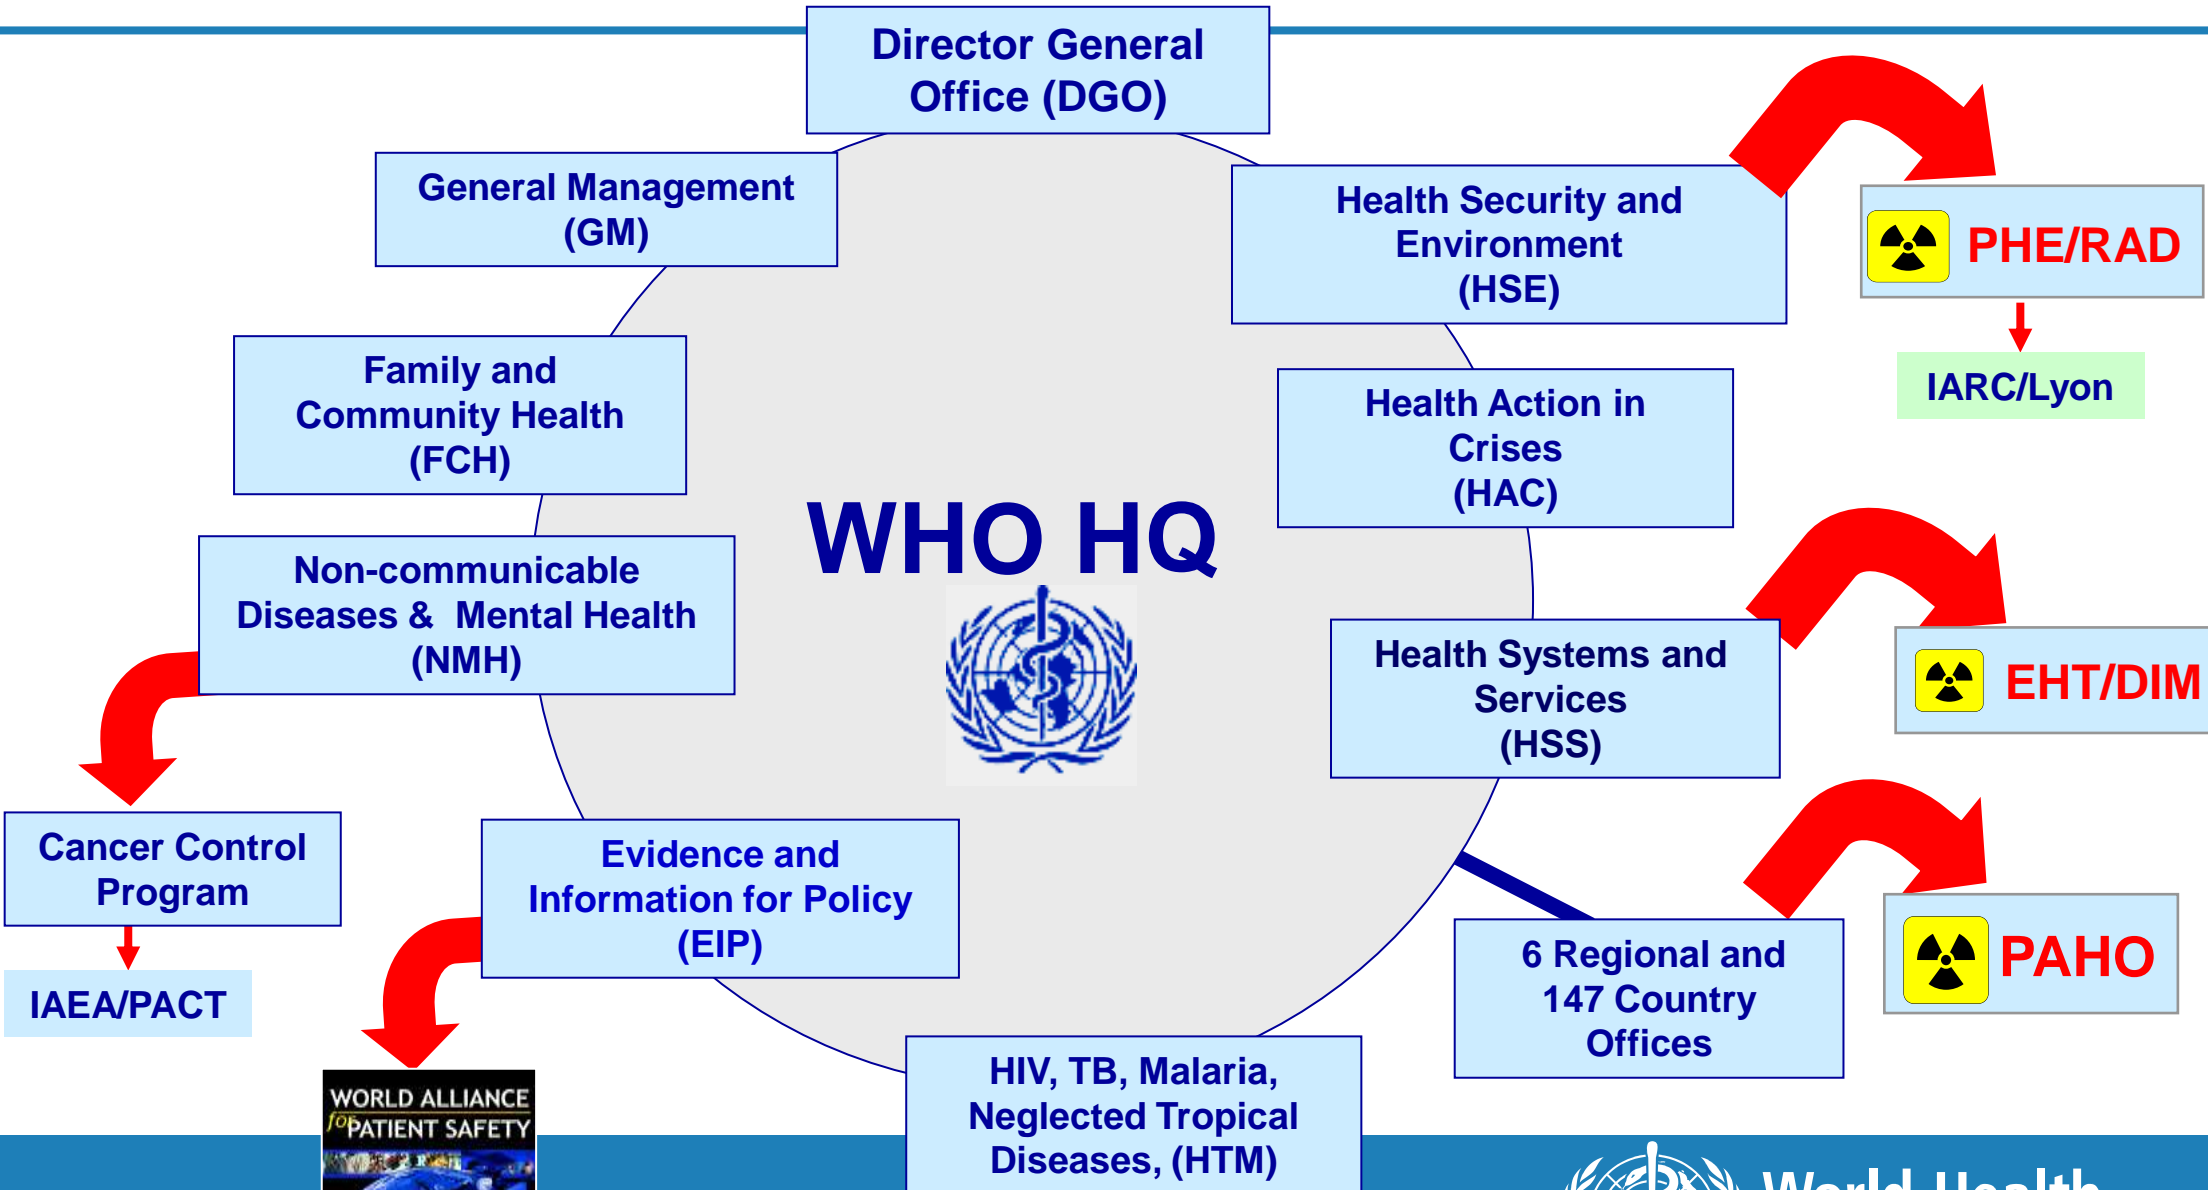 Director General
Office (DGO)
General Management
(GM)
Health Security and
Environment
(HSE)
PHE/RAD
IARC/Lyon
Family and
Community Health
(FCH)
Health Action in
Crises
(HAC)
WHO HQ
Non-communicable
Diseases & Mental Health
(NMH)
Health Systems and
Services
(HSS)
EHT/DIM
Cancer Control
Program
IAEA/PACT
Evidence and
Information for Policy
(EIP)
6 Regional and
147 Country
Offices
PAHO
WORLD ALLIANCE
for PATIENT SAFETY
HIV, TB, Malaria,
Neglected Tropical
Diseases, (HTM)
World Health